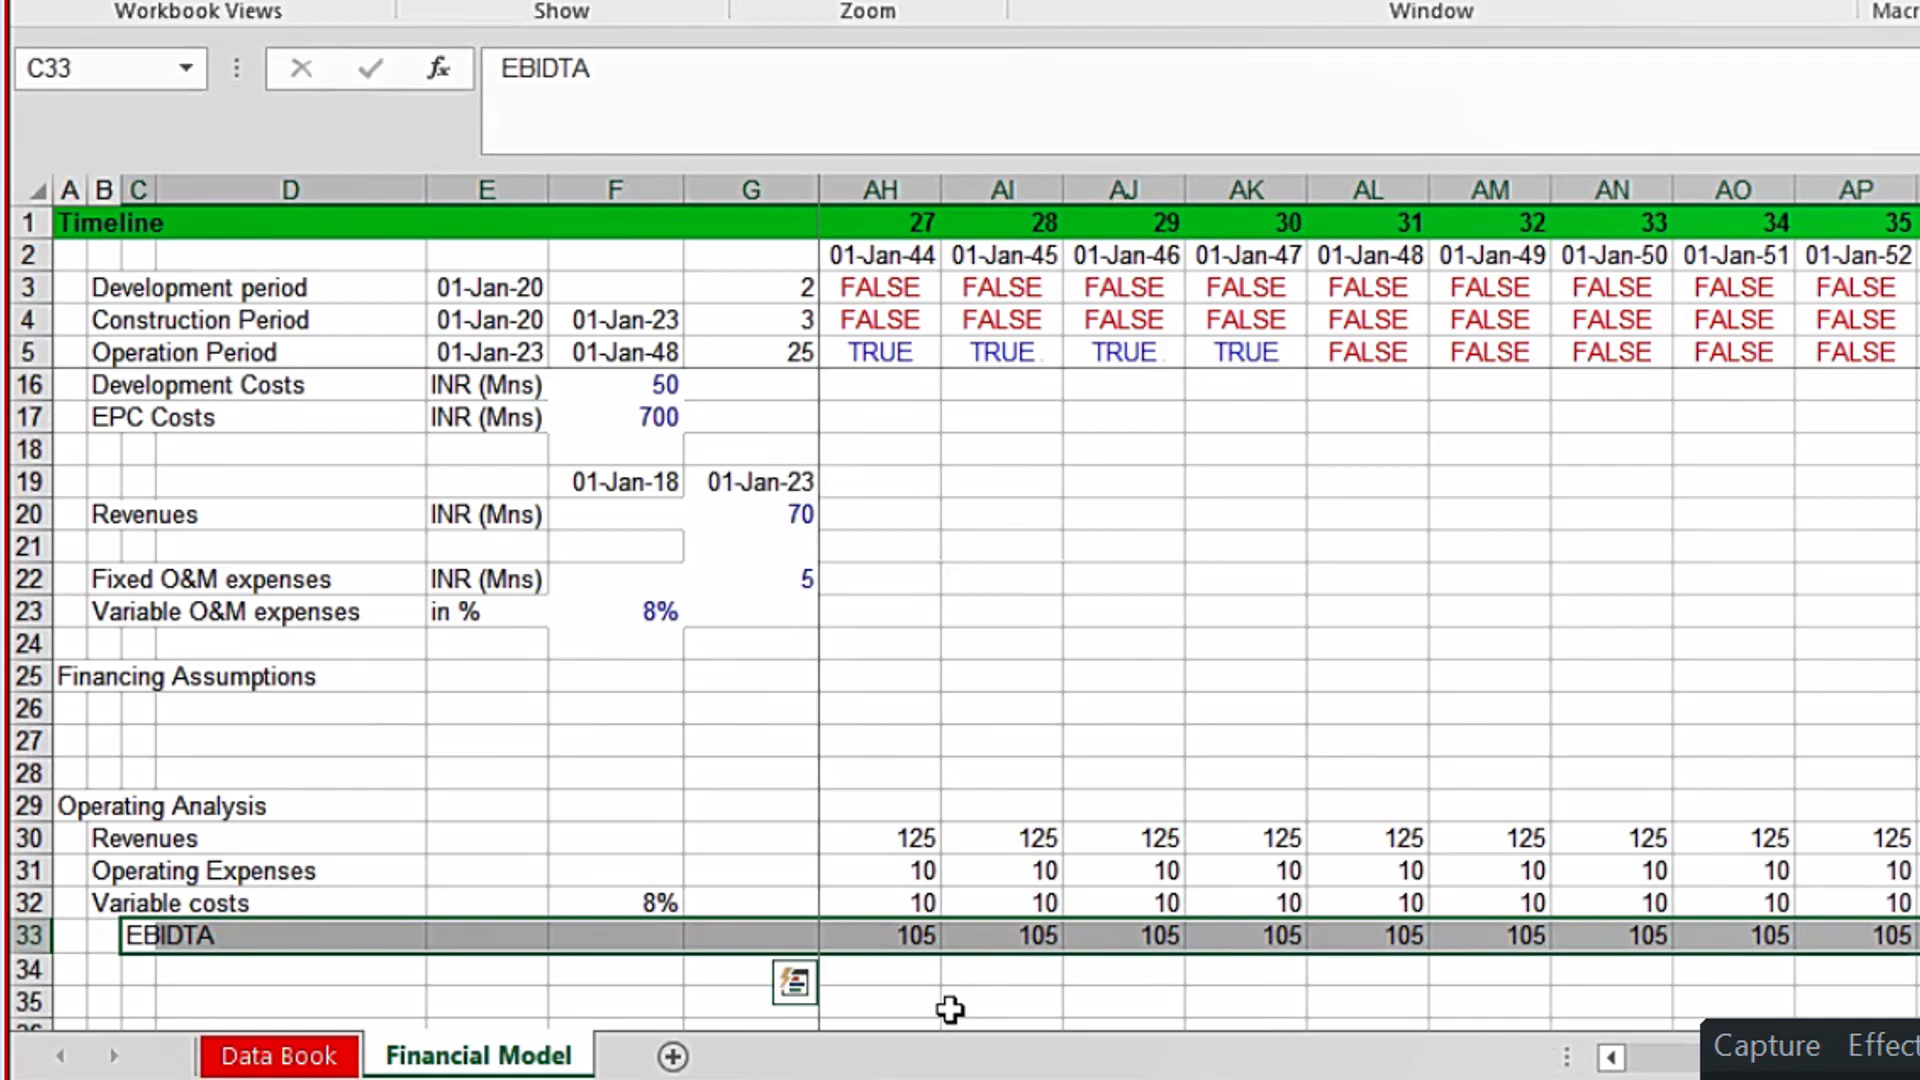 Workbook Views Show Zoom Window Macr
C33 fx EBIDTA
A B C D E F G AH AI AJ AK AL AM AN AO AP
1 Timeline 27 28 29 30 31 32 33 34 35
2 01-Jan-44 01-Jan-45 01-Jan-46 01-Jan-47 01-Jan-48 01-Jan-49 01-Jan-50 01-Jan-51 01-Jan-52
3 Development period 01-Jan-20 2 FALSE FALSE FALSE FALSE FALSE FALSE FALSE FALSE FALSE
4 Construction Period 01-Jan-20 01-Jan-23 3 FALSE FALSE FALSE FALSE FALSE FALSE FALSE FALSE FALSE
5 Operation Period 01-Jan-23 01-Jan-48 25 TRUE TRUE TRUE TRUE FALSE FALSE FALSE FALSE FALSE
16 Development Costs INR (Mns) 50
17 EPC Costs INR (Mns) 700
18
19 01-Jan-18 01-Jan-23
20 Revenues INR (Mns) 70
21
22 Fixed O&M expenses INR (Mns) 5
23 Variable O&M expenses in % 8%
24
25 Financing Assumptions
26
27
28
29 Operating Analysis
30 Revenues 125 125 125 125 125 125 125 125 125
31 Operating Expenses 10 10 10 10 10 10 10 10 10
32 Variable costs 8% 10 10 10 10 10 10 10 10 10
33 EBIDTA 105 105 105 105 105 105 105 105 105
34
35
Data Book Financial Model
Capture Effect